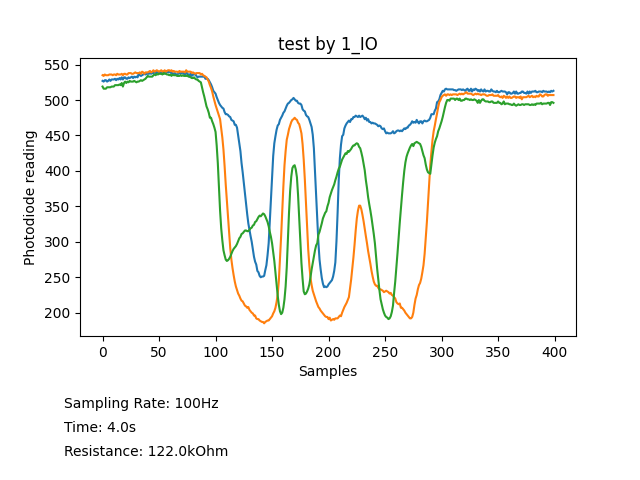 test by 1_IO
550
500
450
400
350
300
250
200
Photodiode reading
0 50 100 150 200 250 300 350 400
Samples
Sampling Rate: 100Hz
Time: 4.0s
Resistance: 122.0kOhm